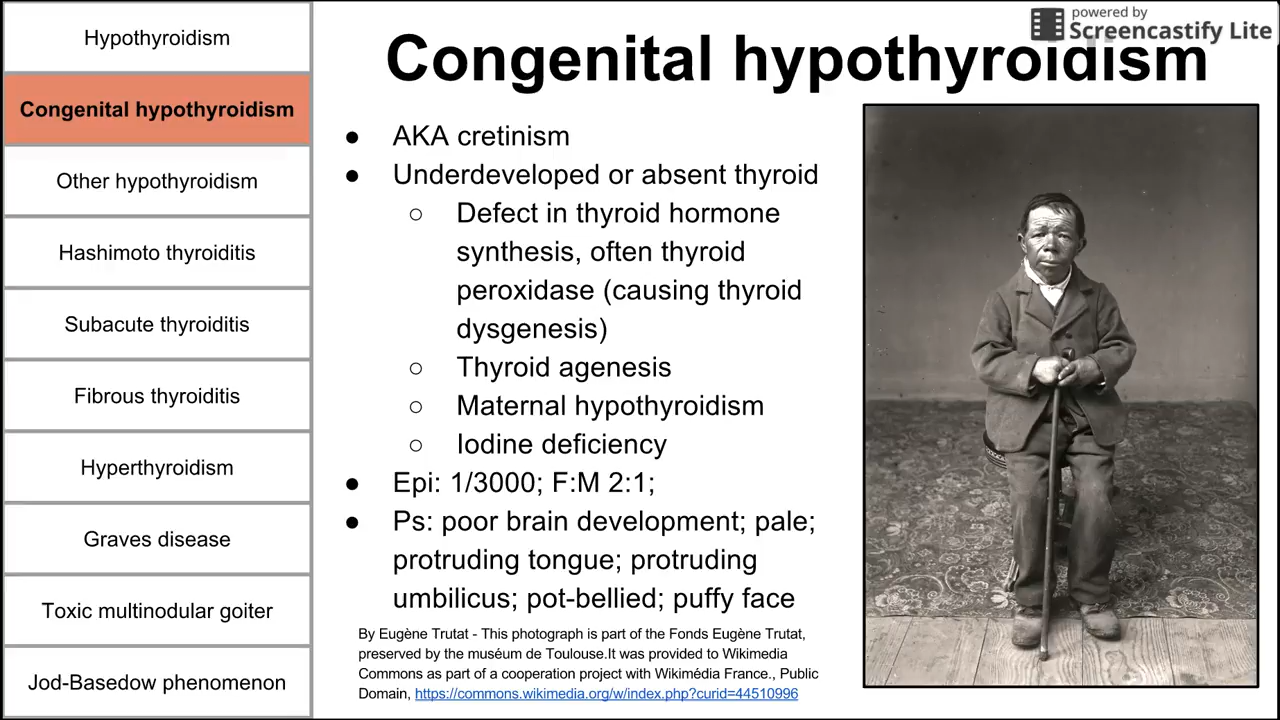 Hypothyroidism
Congenital hypothyroidism
Other hypothyroidism
Hashimoto thyroiditis
Subacute thyroiditis
Fibrous thyroiditis
Hyperthyroidism
Graves disease
Toxic multinodular goiter
Jod-Basedow phenomenon
powered by
Screencastify Lite
Congenital hypothyroidism
● AKA cretinism
● Underdeveloped or absent thyroid
○ Defect in thyroid hormone
synthesis, often thyroid
peroxidase (causing thyroid
dysgenesis)
○ Thyroid agenesis
○ Maternal hypothyroidism
○ Iodine deficiency
● Epi: 1/3000; F:M 2:1;
● Ps: poor brain development; pale;
protruding tongue; protruding
umbilicus; pot-bellied; puffy face
By Eugène Trutat - This photograph is part of the Fonds Eugène Trutat,
preserved by the muséum de Toulouse.It was provided to Wikimedia
Commons as part of a cooperation project with Wikimédia France., Public
Domain, https://commons.wikimedia.org/w/index.php?curid=44510996